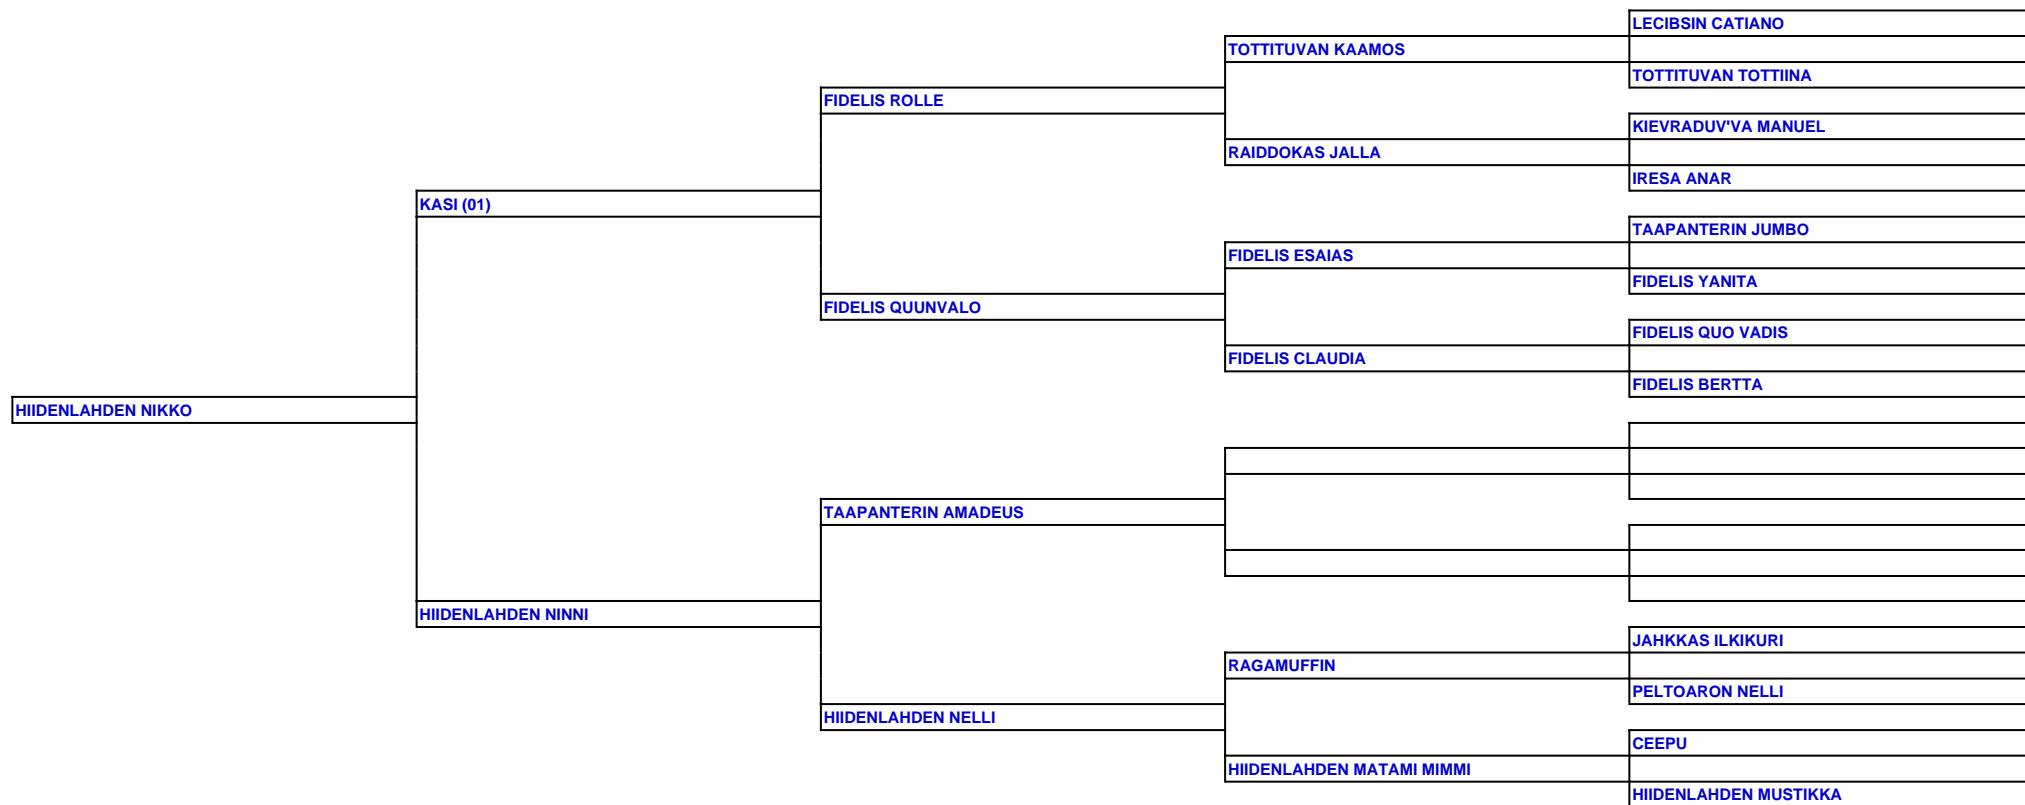 LECIBSIN CATIANO
TOTTITUVAN KAAMOS
TOTTITUVAN TOTTIINA
FIDELIS ROLLE
KIEVRADUV'VA MANUEL
RAIDDOKAS JALLA
IRESA ANAR
KASI (01)
TAAPANTERIN JUMBO
FIDELIS ESAIAS
FIDELIS YANITA
FIDELIS QUUNVALO
FIDELIS QUO VADIS
FIDELIS CLAUDIA
FIDELIS BERTTA
HIIDENLAHDEN NIKKO
TAAPANTERIN AMADEUS
HIIDENLAHDEN NINNI
JAHKKAS ILKIKURI
RAGAMUFFIN
PELTOARON NELLI
HIIDENLAHDEN NELLI
CEEPU
HIIDENLAHDEN MATAMI MIMMI
HIIDENLAHDEN MUSTIKKA